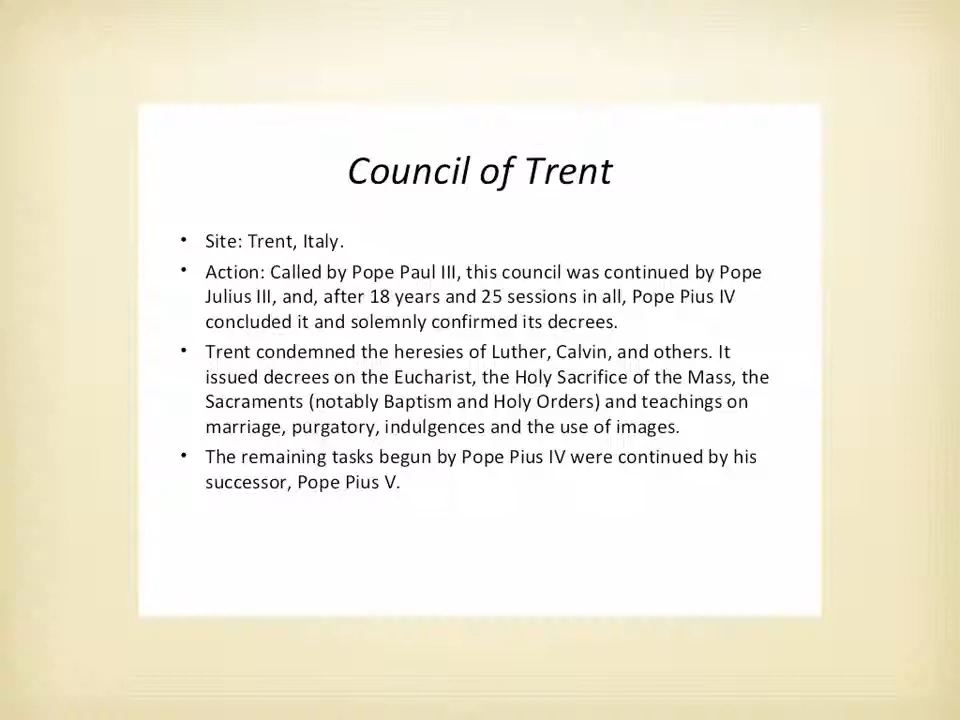 Council of Trent
• Site: Trent, Italy.
• Action: Called by Pope Paul III, this council was continued by Pope
Julius III, and, after 18 years and 25 sessions in all, Pope Pius IV
concluded it and solemnly confirmed its decrees.
• Trent condemned the heresies of Luther, Calvin, and others. It
issued decrees on the Eucharist, the Holy Sacrifice of the Mass, the
Sacraments (notably Baptism and Holy Orders) and teachings on
marriage, purgatory, indulgences and the use of images.
• The remaining tasks begun by Pope Pius IV were continued by his
successor, Pope Pius V.